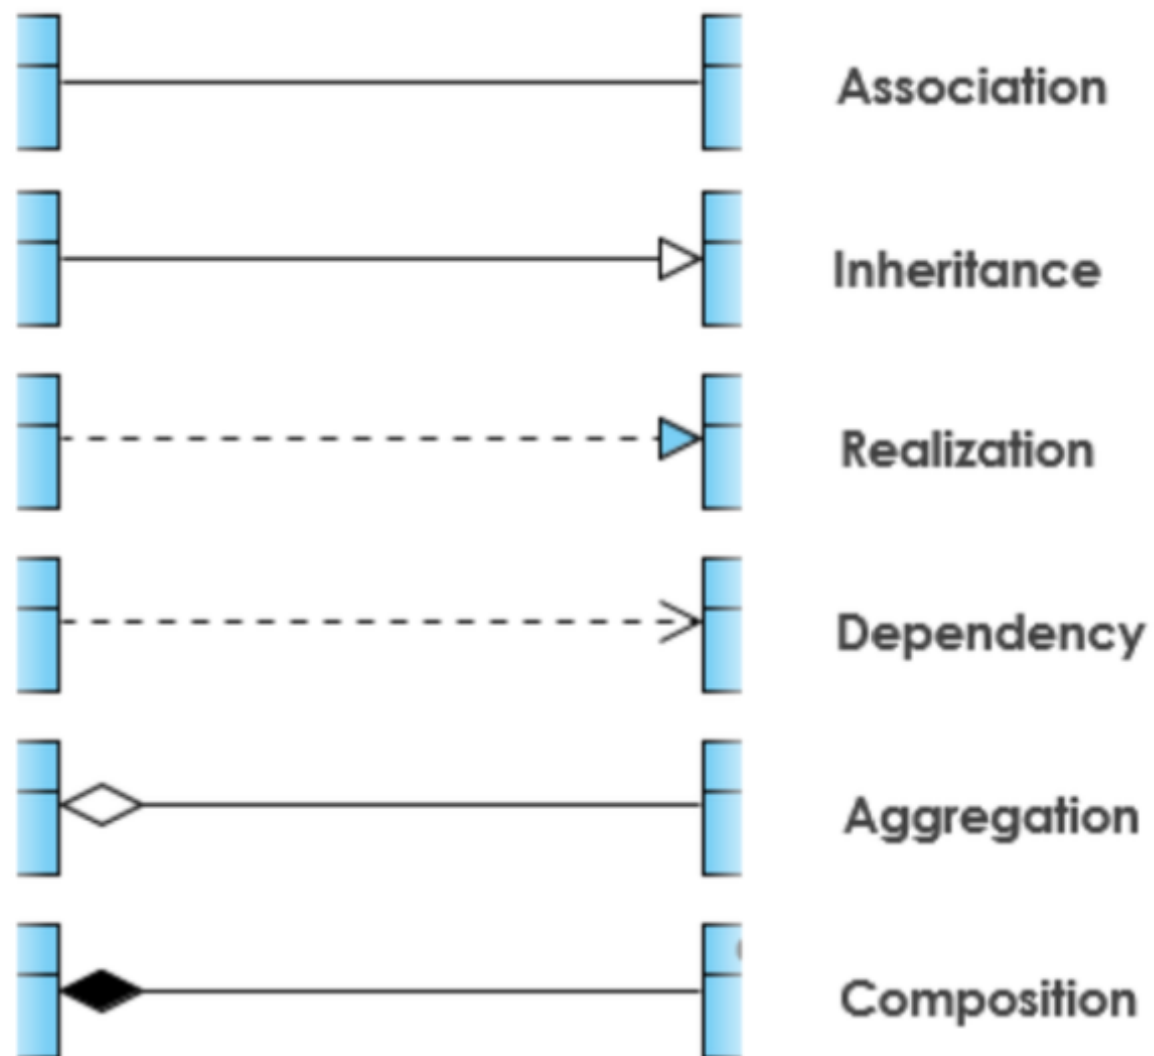 Association
Inheritance
Realization
Dependency
Aggregation
Composition